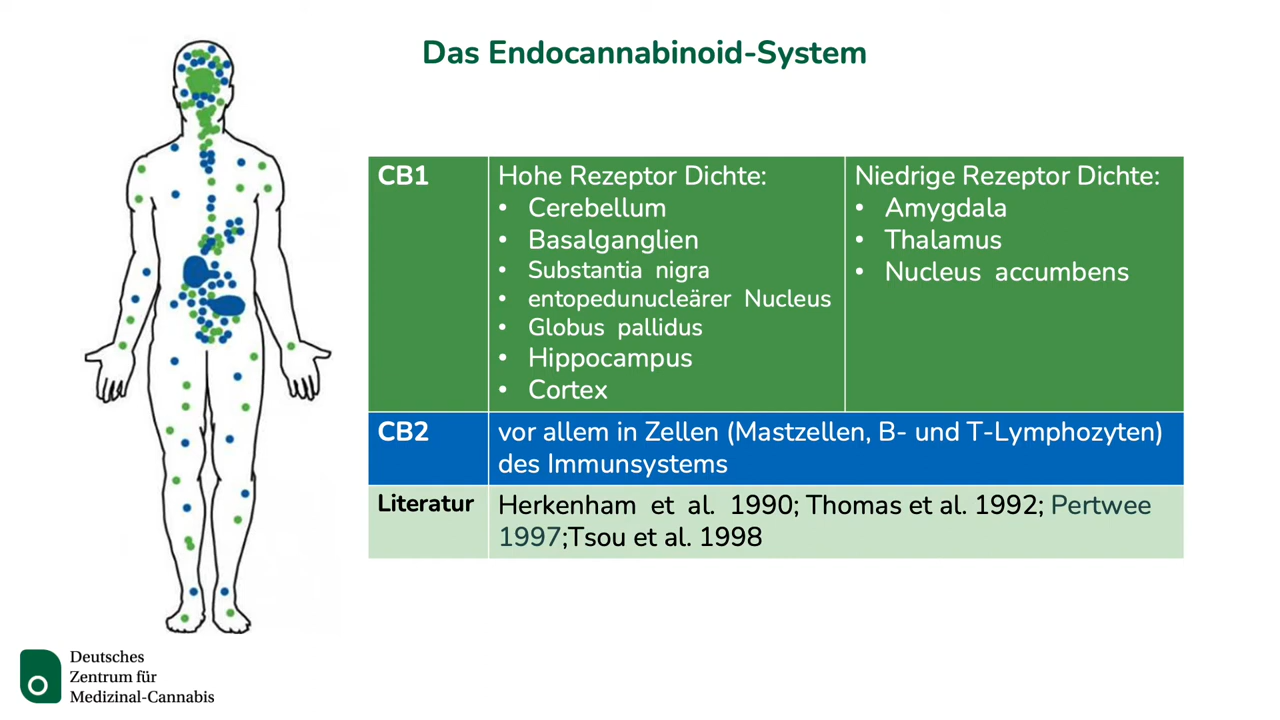 Das Endocannabinoid-System
CB1
Hohe Rezeptor Dichte:
• Cerebellum
• Basalganglien
• Substantia nigra
• entopedunucleärer Nucleus
• Globus pallidus
• Hippocampus
• Cortex
Niedrige Rezeptor Dichte:
• Amygdala
• Thalamus
• Nucleus accumbens
CB2
vor allem in Zellen (Mastzellen, B- und T-Lymphozyten)
des Immunsystems
Literatur
Herkenham et al. 1990; Thomas et al. 1992; Pertwee
1997;Tsou et al. 1998
Deutsches
Zentrum für
Medizinal-Cannabis